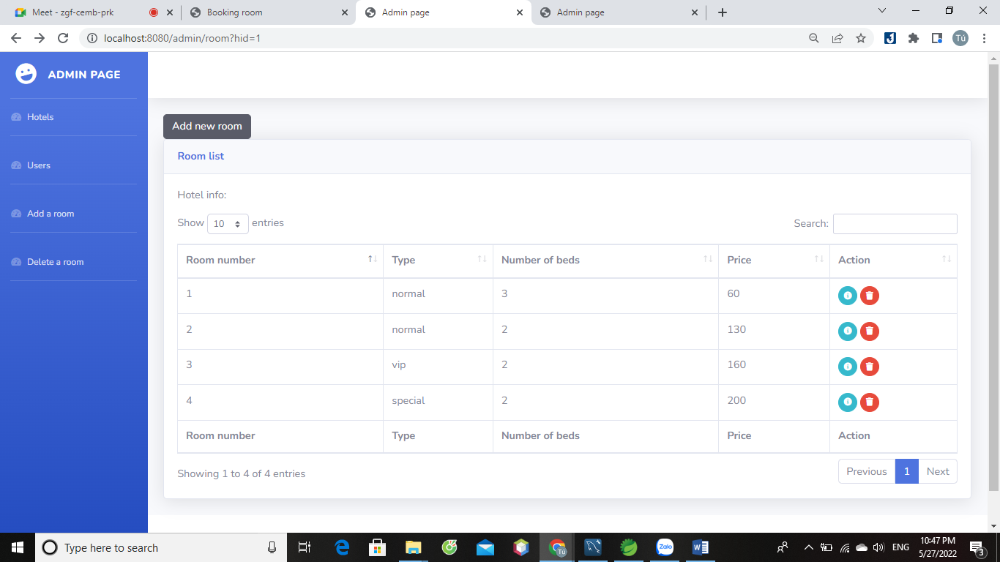 Meet - zgf-cemb-prk
Booking room
Admin page
Admin page
localhost:8080/admin/room?hid=1
Tú
ADMIN PAGE
Hotels
Users
Add a room
Delete a room
Add new room
Room list
Hotel info:
Show 10 entries
Search:
Room number Type Number of beds Price Action
1 normal 3 60
2 normal 2 130
3 vip 2 160
4 special 2 200
Room number Type Number of beds Price Action
Showing 1 to 4 of 4 entries
Previous 1 Next
Type here to search
Tú
Zalo
ENG
10:47 PM
5/27/2022
3